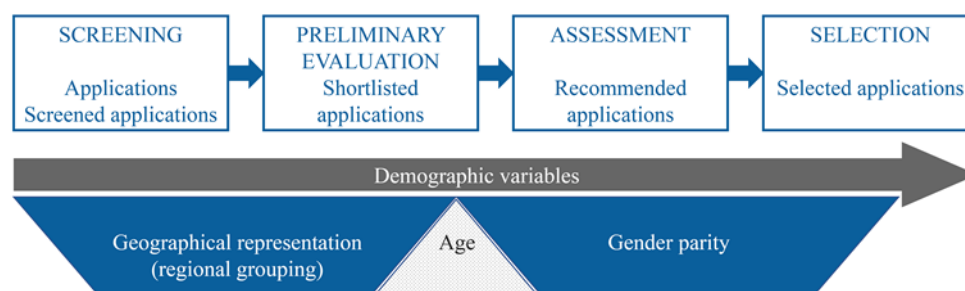 SCREENING
Applications
Screened applications
PRELIMINARY
EVALUATION
Shortlisted
applications
ASSESSMENT
Recommended
applications
SELECTION
Selected applications
Demographic variables
Geographical representation
(regional grouping)
Age
Gender parity